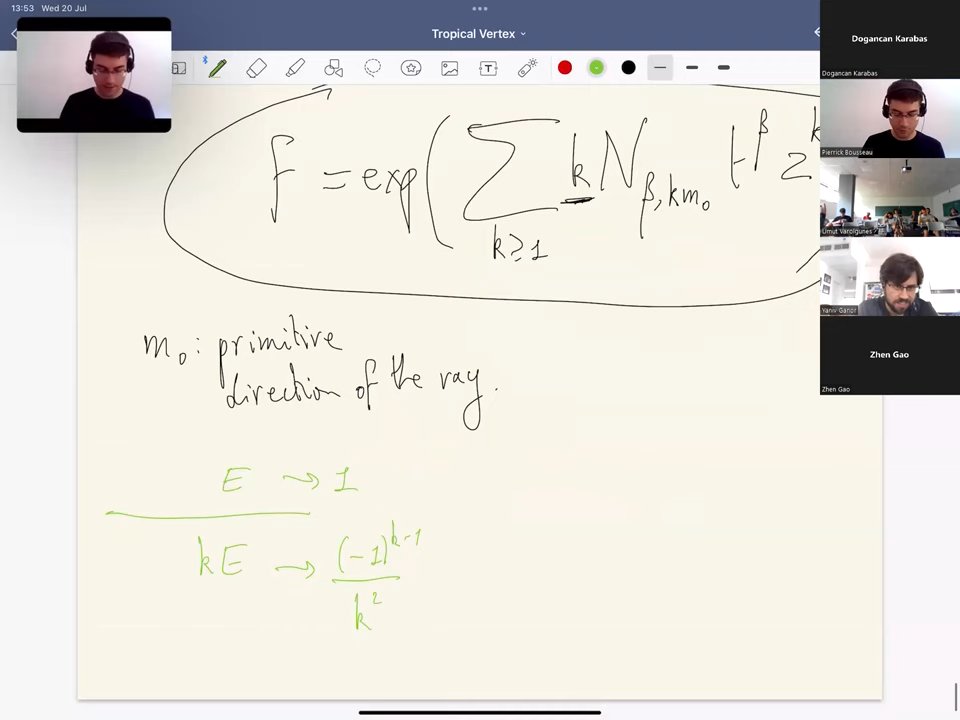 13:53 Wed 20 Jul
Tropical Vertex
Dogancan Karabas
Dogancan Karabas
Pierrick Bousseau
Umut Varolgunes
Yaniv Ganor
Zhen Gao
Zhen Gao
f = exp( ∑_{k≥1} k N_{β, km₀} t^β z^k
m₀: primitive
direction of the ray.
E ⇝ 1
kE → (-1)^{k-1} / k²